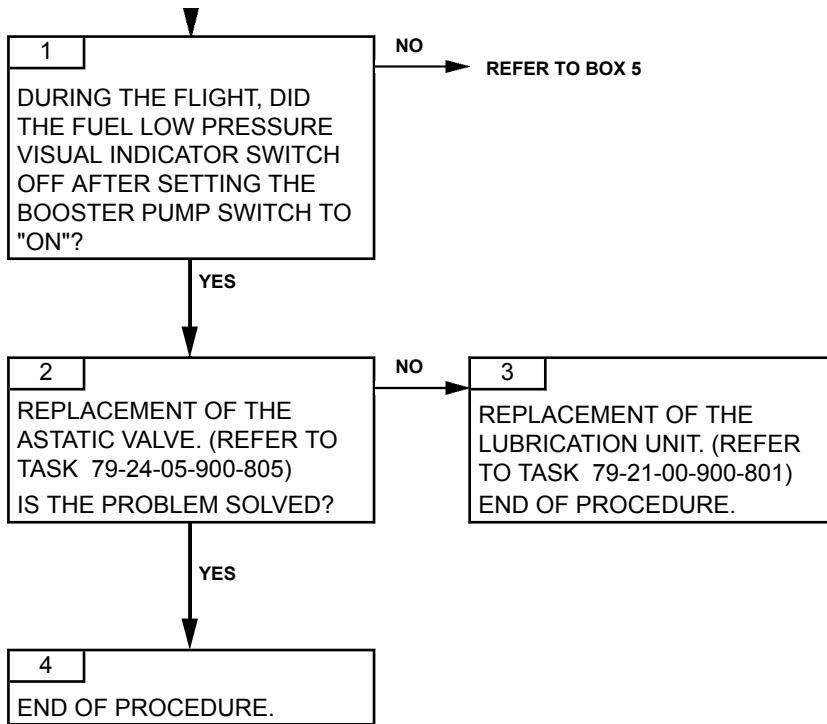 1
DURING THE FLIGHT, DID
THE FUEL LOW PRESSURE
VISUAL INDICATOR SWITCH
OFF AFTER SETTING THE
BOOSTER PUMP SWITCH TO
"ON"?
NO
REFER TO BOX 5
YES
2
REPLACEMENT OF THE
ASTATIC VALVE. (REFER TO
TASK  79-24-05-900-805)
IS THE PROBLEM SOLVED?
NO
3
REPLACEMENT OF THE
LUBRICATION UNIT. (REFER
TO TASK  79-21-00-900-801)
END OF PROCEDURE.
YES
4
END OF PROCEDURE.